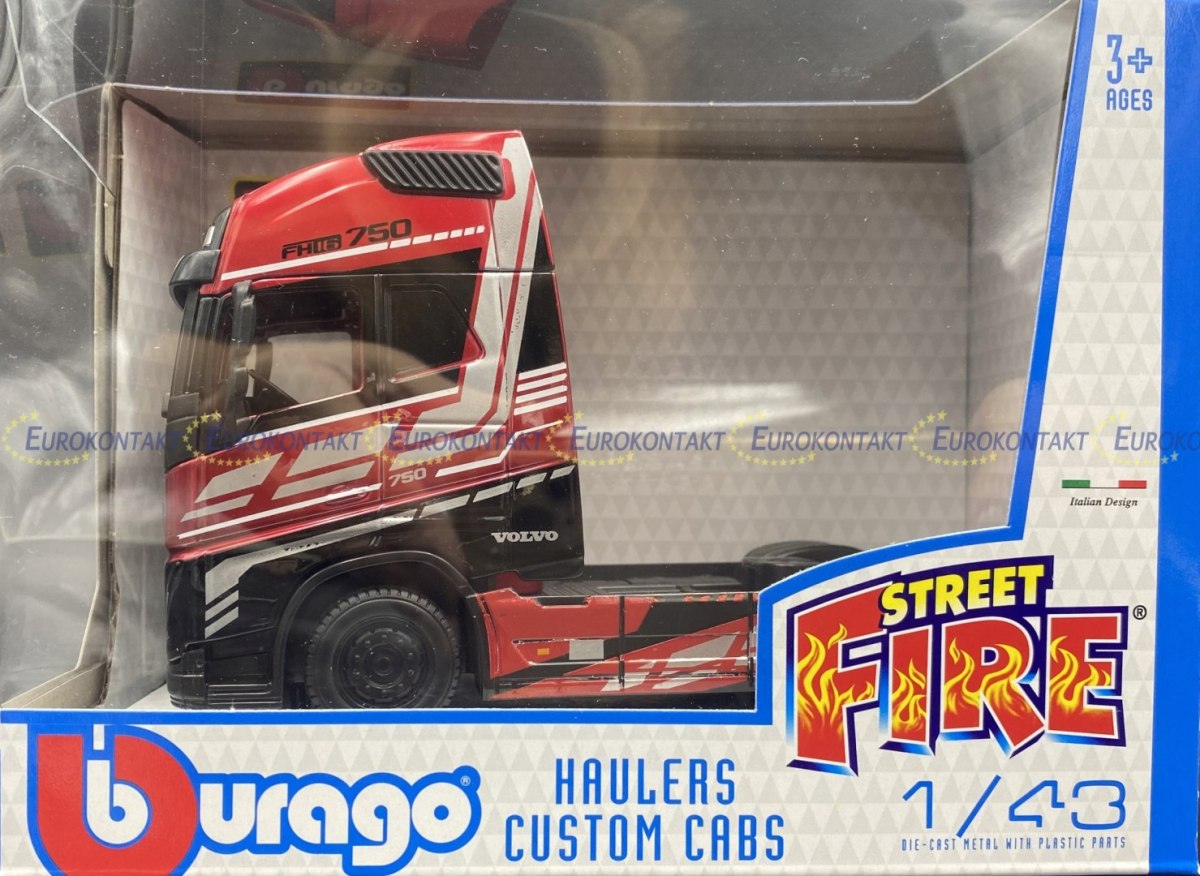 3+
AGES
FH16 750
EUROKONTAKT EUROKONTAKT EUROKONTAKT EUROKONTAKT EUROKONTAKT EUROKONTAKT EUROKONTAKT
750
VOLVO
Italian Design
STREET
FIRE®
burago®
HAULERS
CUSTOM CABS
1/43
DIE-CAST METAL WITH PLASTIC PARTS